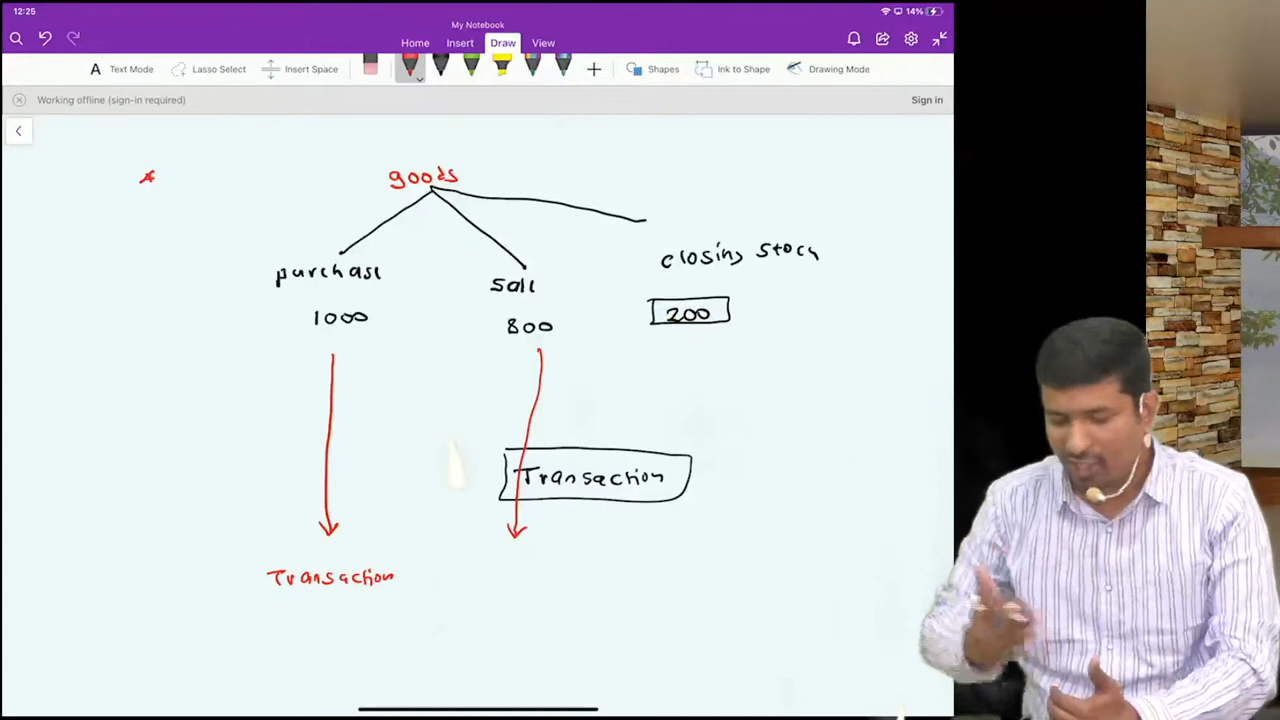 12:25
14%
My Notebook
Home Insert Draw View
Text Mode Lasso Select Insert Space Shapes Ink to Shape Drawing Mode
Working offline (sign-in required) Sign in
goods
purchase sale closing stock
1000 800 200
Transaction
Transaction